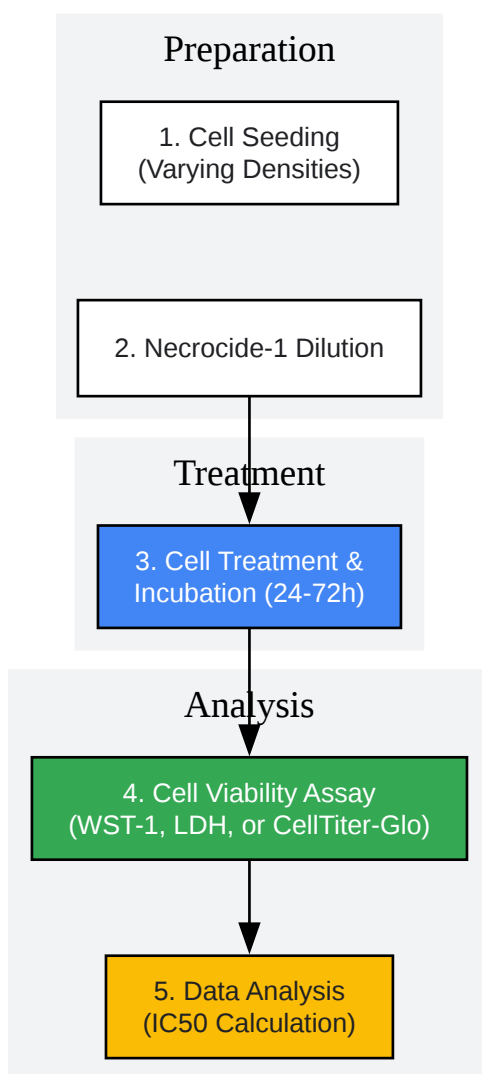 Preparation
1. Cell Seeding
(Varying Densities)
2. Necrocide-1 Dilution
Treatment
3. Cell Treatment &
Incubation (24-72h)
Analysis
4. Cell Viability Assay
(WST-1, LDH, or CellTiter-Glo)
5. Data Analysis
(IC50 Calculation)